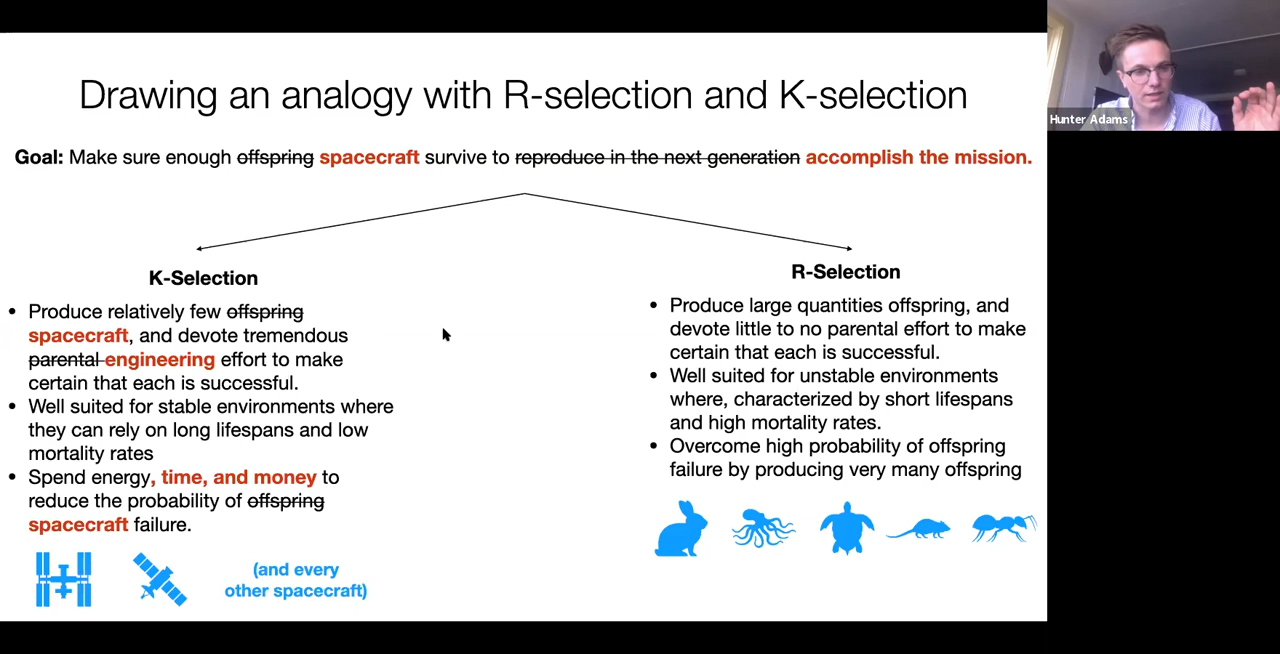 Drawing an analogy with R-selection and K-selection
Goal: Make sure enough offspring spacecraft survive to reproduce in the next generation accomplish the mission.
K-Selection
• Produce relatively few offspring
spacecraft, and devote tremendous
parental engineering effort to make
certain that each is successful.
• Well suited for stable environments where
they can rely on long lifespans and low
mortality rates
• Spend energy, time, and money to
reduce the probability of offspring
spacecraft failure.
(and every
other spacecraft)
R-Selection
• Produce large quantities offspring, and
devote little to no parental effort to make
certain that each is successful.
• Well suited for unstable environments
where, characterized by short lifespans
and high mortality rates.
• Overcome high probability of offspring
failure by producing very many offspring
Hunter Adams